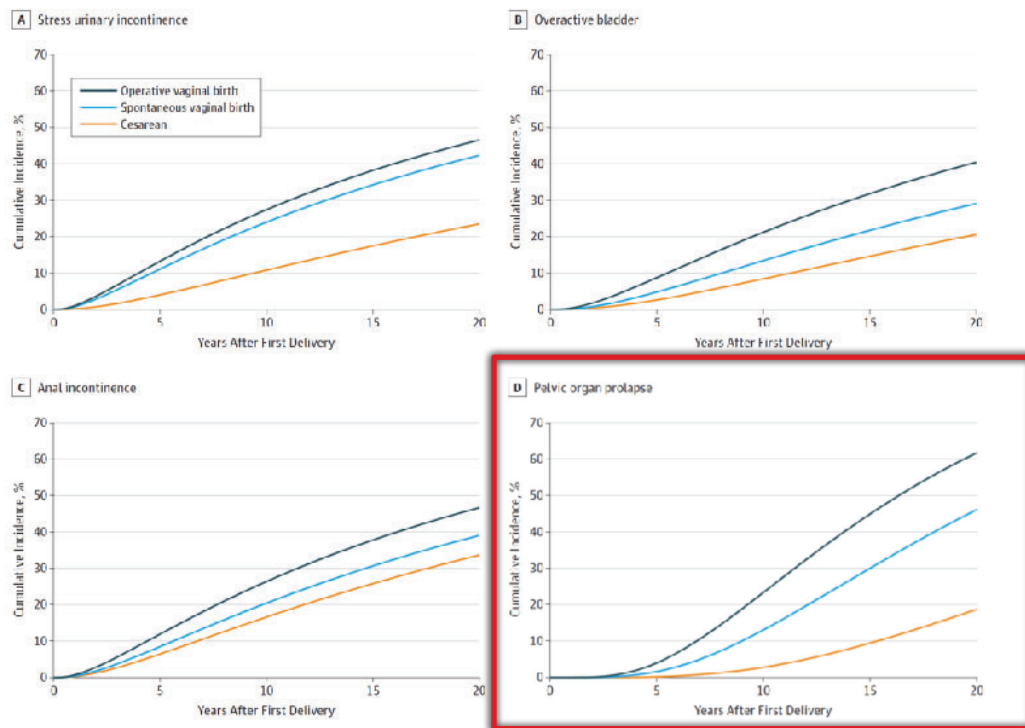 A Stress urinary incontinence
70
60
50
40
30
20
10
0
Cumulative Incidence, %
Operative vaginal birth
Spontaneous vaginal birth
Cesarean
0 5 10 15 20
Years After First Delivery
B Overactive bladder
70
60
50
40
30
20
10
0
Cumulative Incidence, %
0 5 10 15 20
Years After First Delivery
C Anal incontinence
70
60
50
40
30
20
10
0
Cumulative Incidence, %
0 5 10 15 20
Years After First Delivery
D Pelvic organ prolapse
70
60
50
40
30
20
10
0
Cumulative Incidence, %
0 5 10 15 20
Years After First Delivery